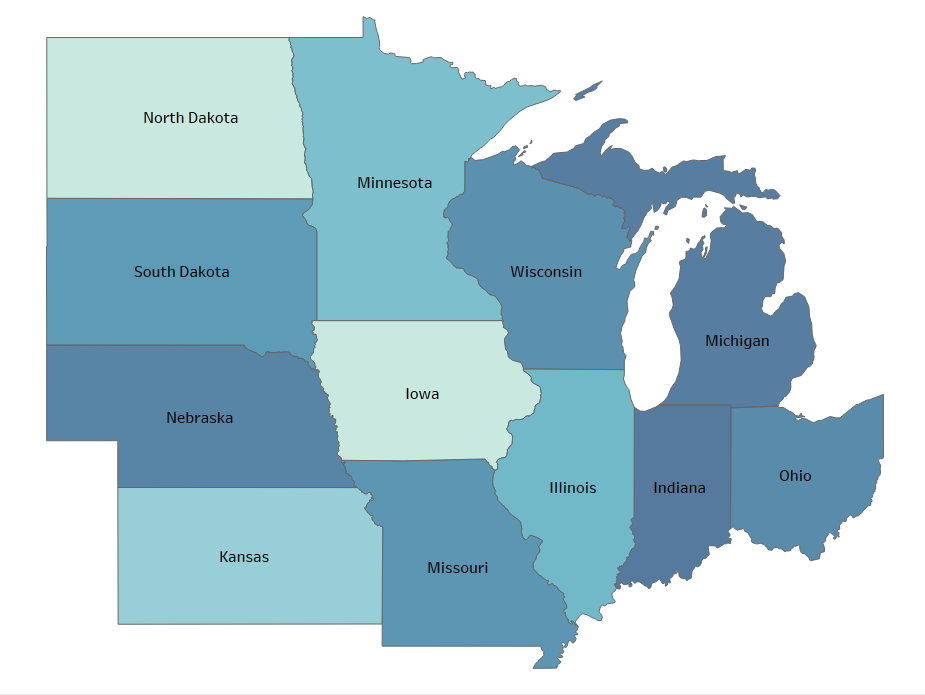 North Dakota
Minnesota
South Dakota
Wisconsin
Michigan
Iowa
Nebraska
Ohio
Illinois
Indiana
Kansas
Missouri